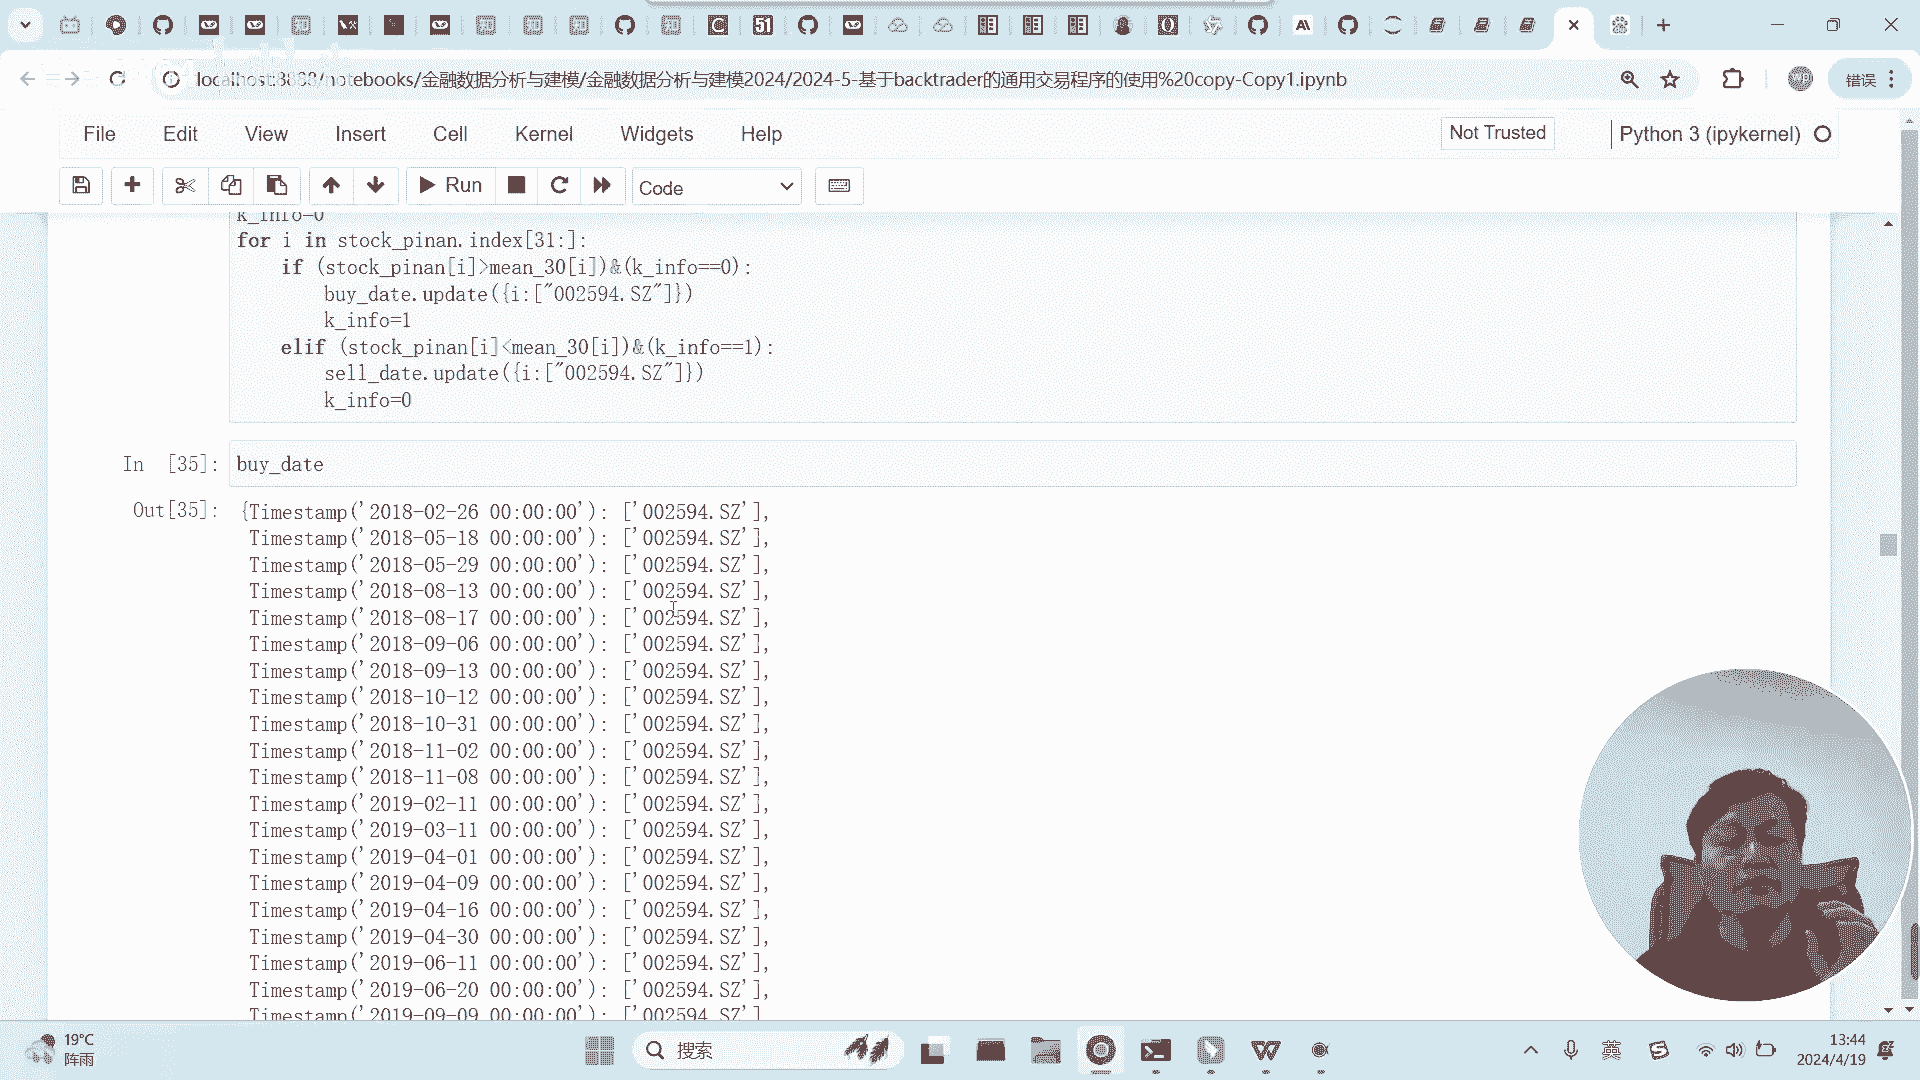 localhost:8888/notebooks/金融数据分析与建模/金融数据分析与建模2024/2024-5-基于backtrader的通用交易程序的使用%20copy-Copy1.ipynb
错误
File Edit View Insert Cell Kernel Widgets Help
Not Trusted
Python 3 (ipykernel)
Run
Code
k_info=0
for i in stock_pinan.index[31:]:
    if (stock_pinan[i]>mean_30[i])&(k_info==0):
        buy_date.update({i:["002594.SZ"]})
        k_info=1
    elif (stock_pinan[i]<mean_30[i])&(k_info==1):
        sell_date.update({i:["002594.SZ"]})
        k_info=0
In [35]: buy_date
Out[35]: {Timestamp('2018-02-26 00:00:00'): ['002594.SZ'],
Timestamp('2018-05-18 00:00:00'): ['002594.SZ'],
Timestamp('2018-05-29 00:00:00'): ['002594.SZ'],
Timestamp('2018-08-13 00:00:00'): ['002594.SZ'],
Timestamp('2018-08-17 00:00:00'): ['002594.SZ'],
Timestamp('2018-09-06 00:00:00'): ['002594.SZ'],
Timestamp('2018-09-13 00:00:00'): ['002594.SZ'],
Timestamp('2018-10-12 00:00:00'): ['002594.SZ'],
Timestamp('2018-10-31 00:00:00'): ['002594.SZ'],
Timestamp('2018-11-02 00:00:00'): ['002594.SZ'],
Timestamp('2018-11-08 00:00:00'): ['002594.SZ'],
Timestamp('2019-02-11 00:00:00'): ['002594.SZ'],
Timestamp('2019-03-11 00:00:00'): ['002594.SZ'],
Timestamp('2019-04-01 00:00:00'): ['002594.SZ'],
Timestamp('2019-04-09 00:00:00'): ['002594.SZ'],
Timestamp('2019-04-16 00:00:00'): ['002594.SZ'],
Timestamp('2019-04-30 00:00:00'): ['002594.SZ'],
Timestamp('2019-06-11 00:00:00'): ['002594.SZ'],
Timestamp('2019-06-20 00:00:00'): ['002594.SZ'],
Timestamp('2019-09-09 00:00:00'): ['002594.SZ'],
19°C
阵雨
搜索
英
13:44
2024/4/19